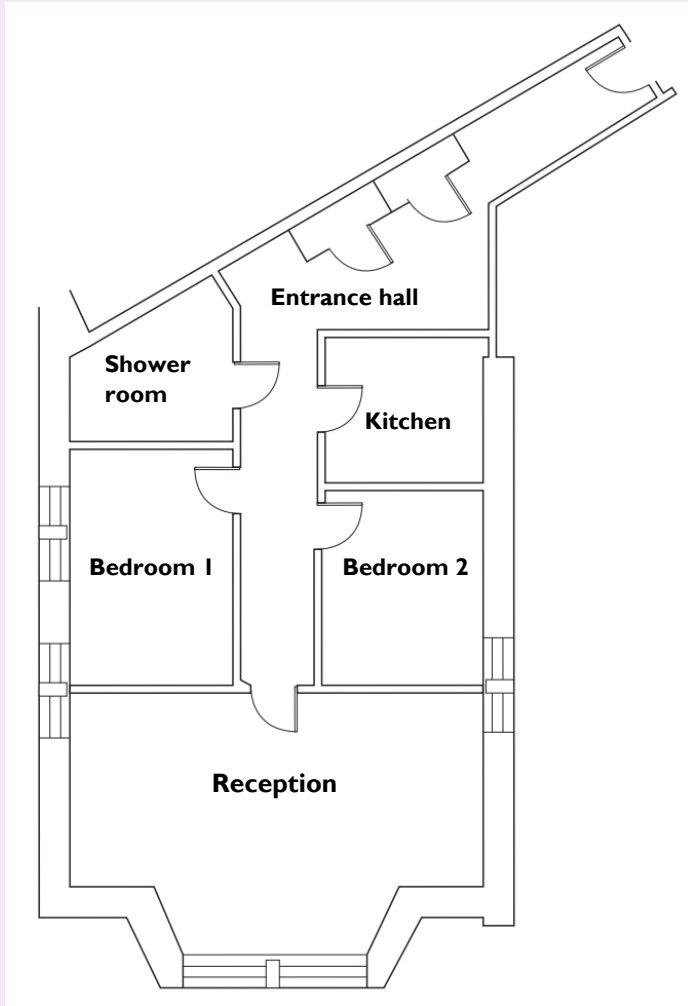 Entrance hall
Shower
room
Kitchen
Bedroom 1
Bedroom 2
Reception